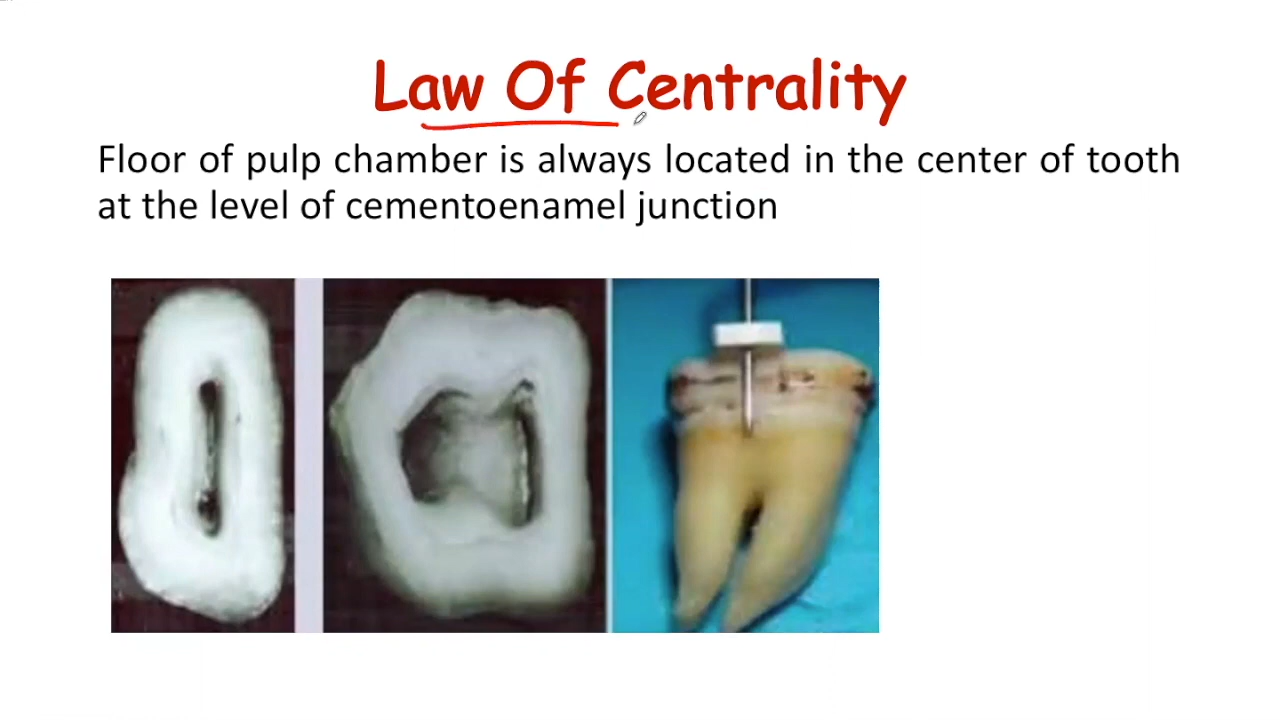 Law Of Centrality
Floor of pulp chamber is always located in the center of tooth
at the level of cementoenamel junction